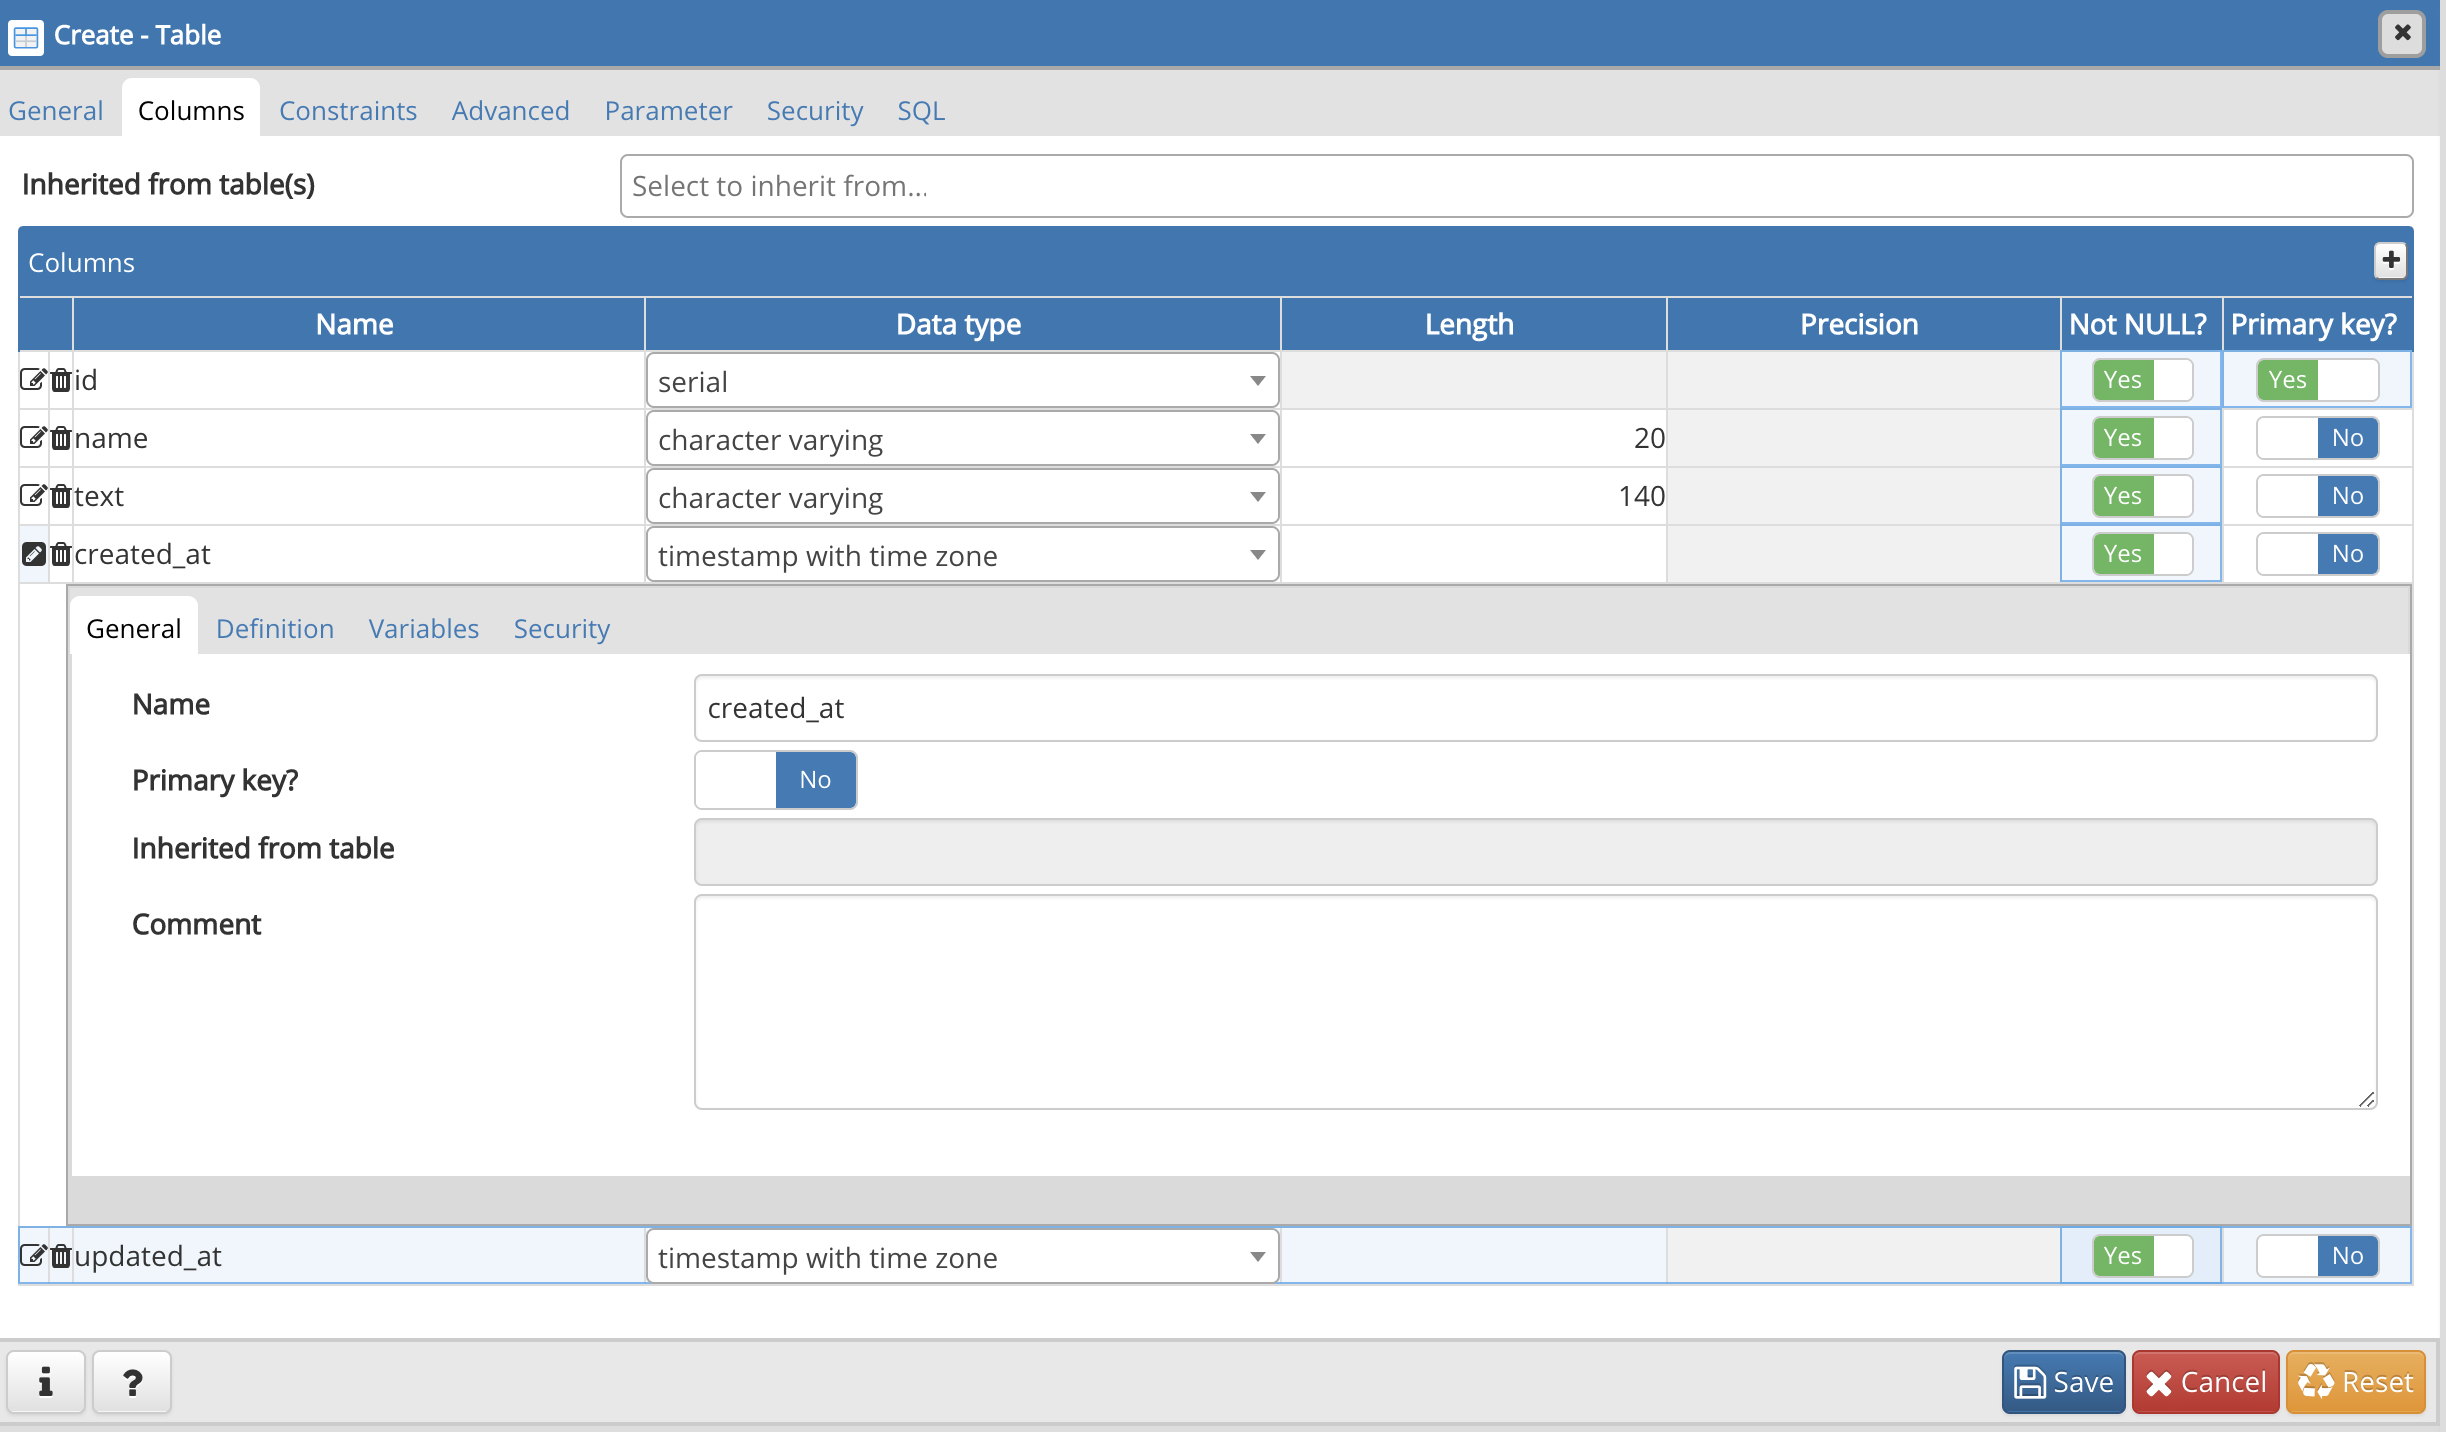 Create - Table
General Columns Constraints Advanced Parameter Security SQL
Inherited from table(s) Select to inherit from...
Columns
Name Data type Length Precision Not NULL? Primary key?
id serial Yes Yes
name character varying 20 Yes No
text character varying 140 Yes No
created_at timestamp with time zone Yes No
General Definition Variables Security
Name created_at
Primary key? No
Inherited from table
Comment
updated_at timestamp with time zone Yes No
i ? Save Cancel Reset